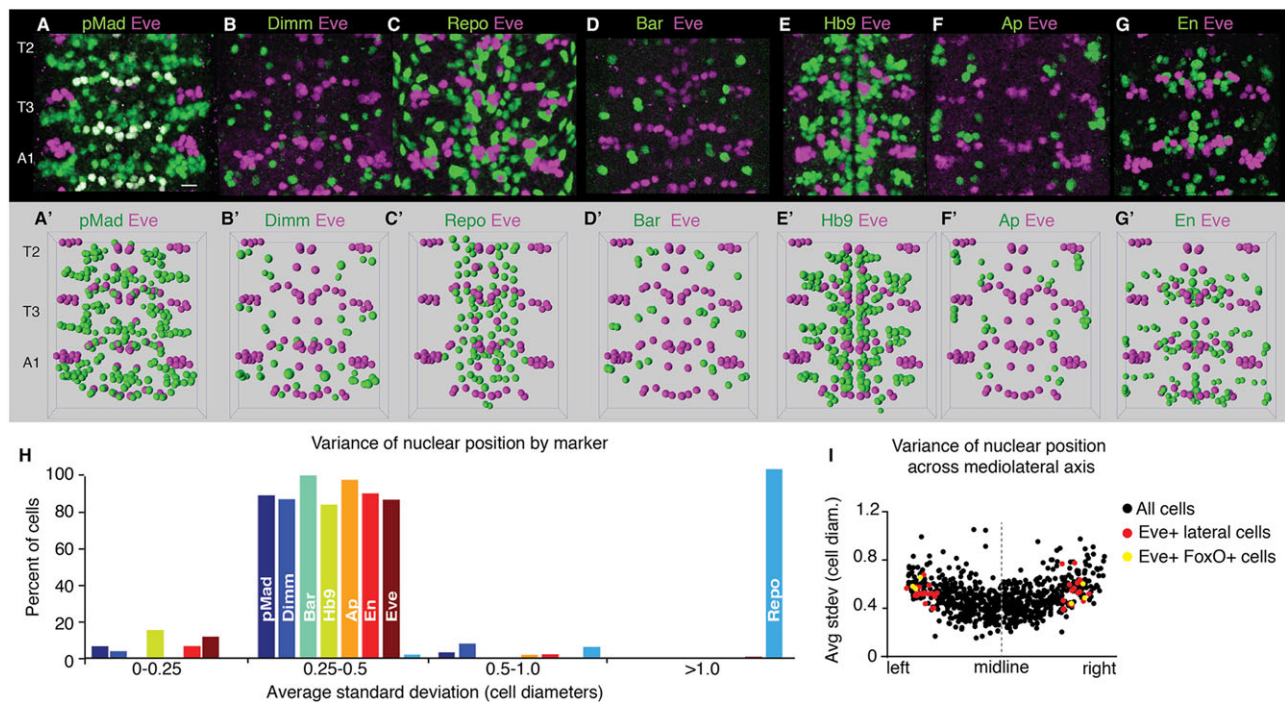 A pMad Eve B Dimm Eve C Repo Eve D Bar Eve E Hb9 Eve F Ap Eve G En Eve
T2
T3
A1
A’ pMad Eve B’ Dimm Eve C’ Repo Eve D’ Bar Eve E’ Hb9 Eve F’ Ap Eve G’ En Eve
T2
T3
A1
H Variance of nuclear position by marker
Percent of cells
100
80
60
40
20
0
pMad Dimm Bar Hb9 Ap En Eve Repo
0-0.25 0.25-0.5 0.5-1.0 >1.0
Average standard deviation (cell diameters)
I Variance of nuclear position
across mediolateral axis
Avg stdev (cell diam.)
1.2
0.8
0.4
0
left midline right
All cells
Eve+ lateral cells
Eve+ FoxO+ cells